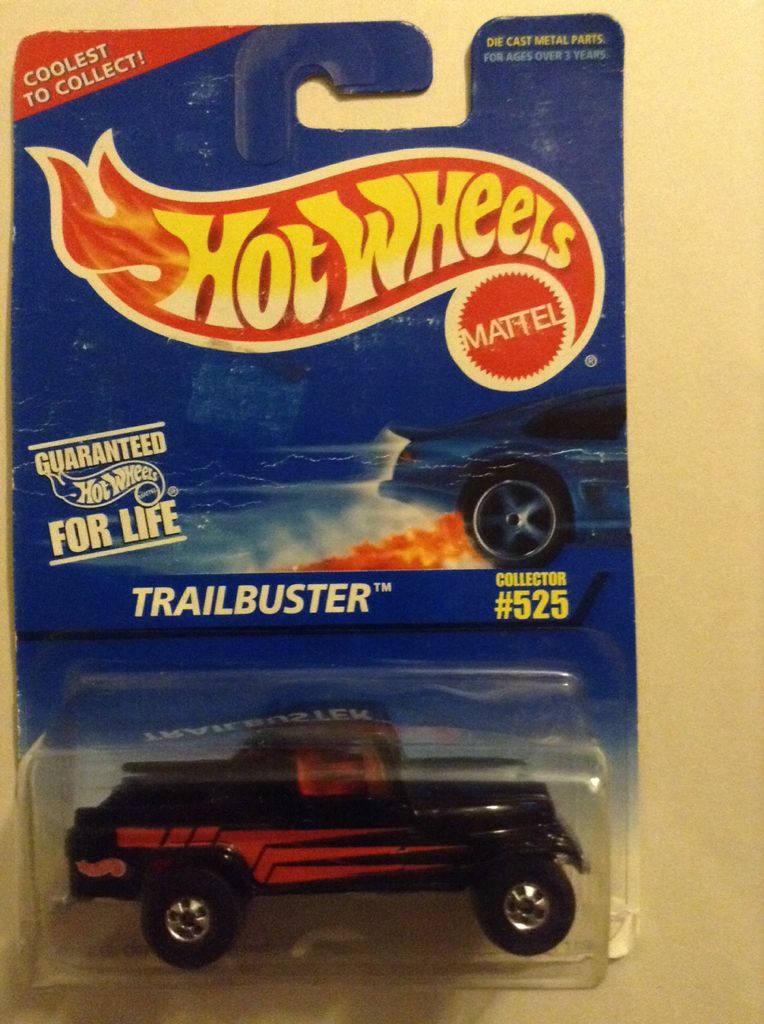 COOLEST
TO COLLECT!
DIE CAST METAL PARTS.
FOR AGES OVER 3 YEARS.
HOT WHEELS
MATTEL
®
GUARANTEED
HOT WHEELS
®
FOR LIFE
TRAILBUSTER™
COLLECTOR
#525
TRAILBUSTER